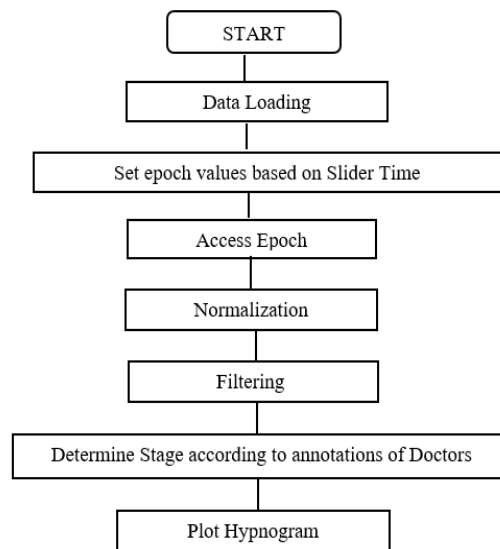 START
Data Loading
Set epoch values based on Slider Time
Access Epoch
Normalization
Filtering
Determine Stage according to annotations of Doctors
Plot Hypnogram